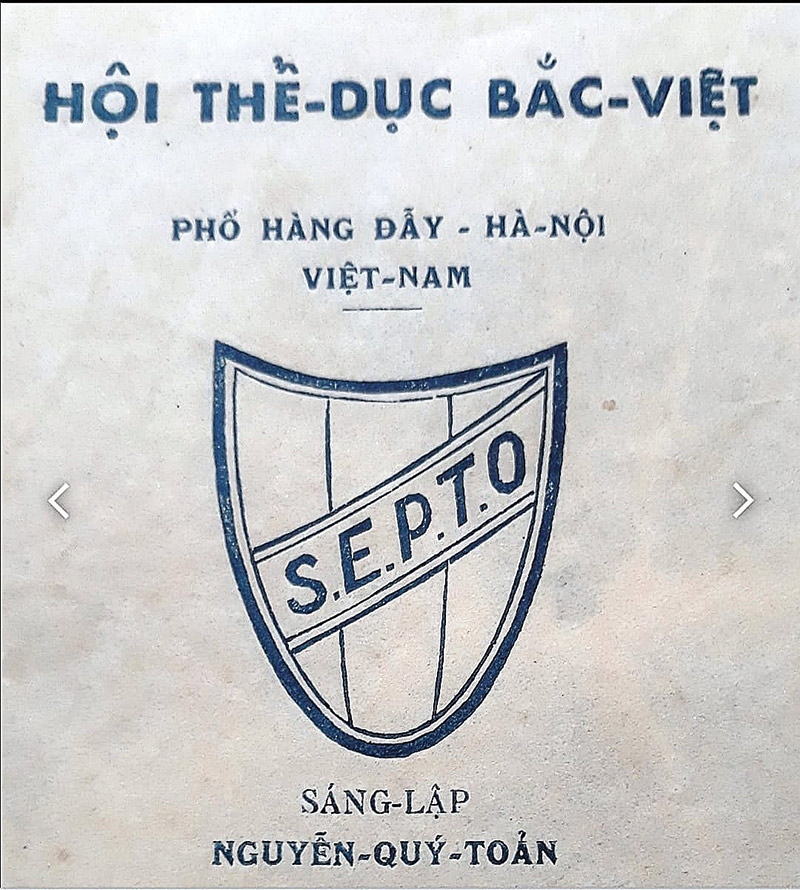 HỘI THỂ-DỤC BẮC-VIỆT
PHỐ HÀNG ĐẪY - HÀ-NỘI
VIỆT-NAM
S.E.P.T.O
SÁNG-LẬP
NGUYỄN-QUÝ-TOẢN